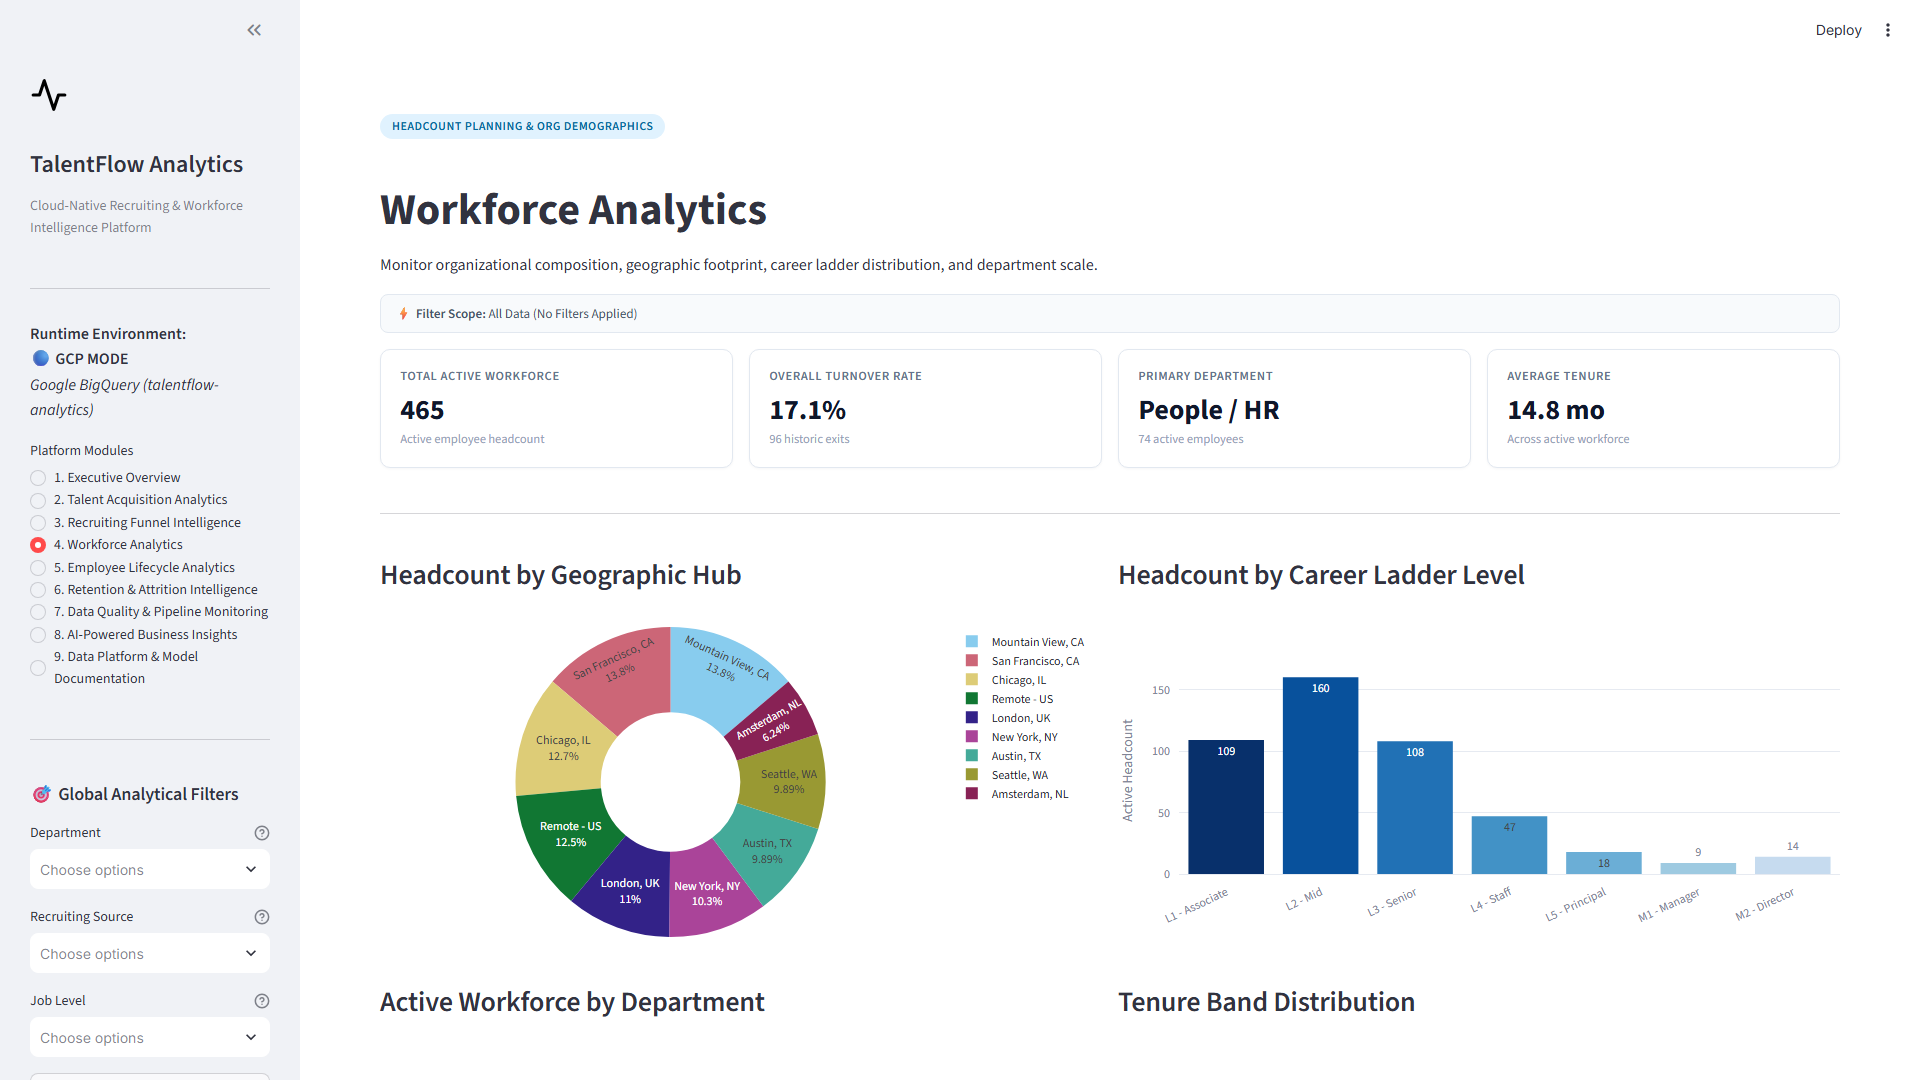 Deploy
TalentFlow Analytics
Cloud-Native Recruiting & Workforce
Intelligence Platform
Runtime Environment:
GCP MODE
Google BigQuery (talentflow-
analytics)
Platform Modules
1. Executive Overview
2. Talent Acquisition Analytics
3. Recruiting Funnel Intelligence
4. Workforce Analytics
5. Employee Lifecycle Analytics
6. Retention & Attrition Intelligence
7. Data Quality & Pipeline Monitoring
8. AI-Powered Business Insights
9. Data Platform & Model
Documentation
Global Analytical Filters
Department
Choose options
Recruiting Source
Choose options
Job Level
Choose options
HEADCOUNT PLANNING & ORG DEMOGRAPHICS
Workforce Analytics
Monitor organizational composition, geographic footprint, career ladder distribution, and department scale.
Filter Scope: All Data (No Filters Applied)
TOTAL ACTIVE WORKFORCE
465
Active employee headcount
OVERALL TURNOVER RATE
17.1%
96 historic exits
PRIMARY DEPARTMENT
People / HR
74 active employees
AVERAGE TENURE
14.8 mo
Across active workforce
Headcount by Geographic Hub
San Francisco, CA
13.8%
Mountain View, CA
13.8%
Amsterdam, NL
6.24%
Chicago, IL
12.7%
Seattle, WA
9.89%
Remote - US
12.5%
Austin, TX
9.89%
London, UK
11%
New York, NY
10.3%
Mountain View, CA
San Francisco, CA
Chicago, IL
Remote - US
London, UK
New York, NY
Austin, TX
Seattle, WA
Amsterdam, NL
Headcount by Career Ladder Level
Active Headcount
150
100
50
0
109
160
108
47
18
9
14
L1 - Associate
L2 - Mid
L3 - Senior
L4 - Staff
L5 - Principal
M1 - Manager
M2 - Director
Active Workforce by Department
Tenure Band Distribution